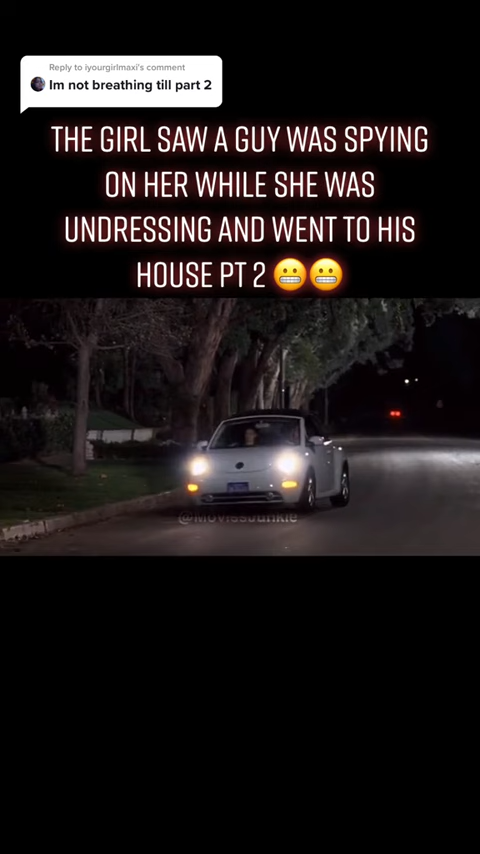 Reply to iyourgirlmaxi's comment
Im not breathing till part 2
THE GIRL SAW A GUY WAS SPYING
ON HER WHILE SHE WAS
UNDRESSING AND WENT TO HIS
HOUSE PT 2 😬😬
@MoviesJunkie